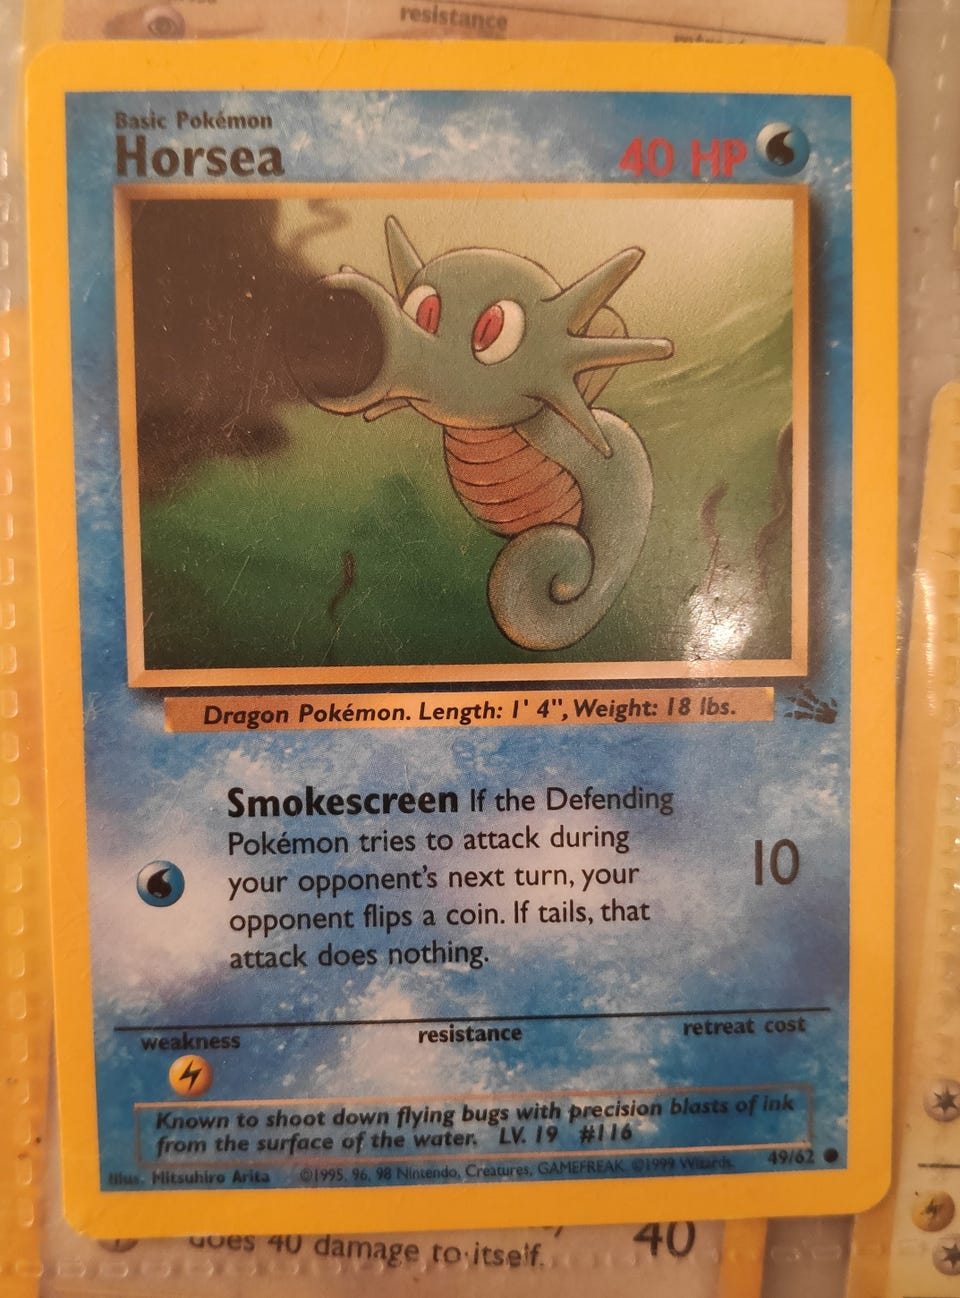 resistance
Basic Pokémon
Horsea
40 HP
Dragon Pokémon. Length: 1' 4", Weight: 18 lbs.
Smokescreen If the Defending
Pokémon tries to attack during
your opponent's next turn, your
opponent flips a coin. If tails, that
attack does nothing.
10
weakness resistance retreat cost
Known to shoot down flying bugs with precision blasts of ink
from the surface of the water. LV. 19 #116
Illus. Mitsuhiro Arita ©1995, 96, 98 Nintendo, Creatures, GAMEFREAK. ©1999 Wizards. 49/62
does 40 damage to itself. 40